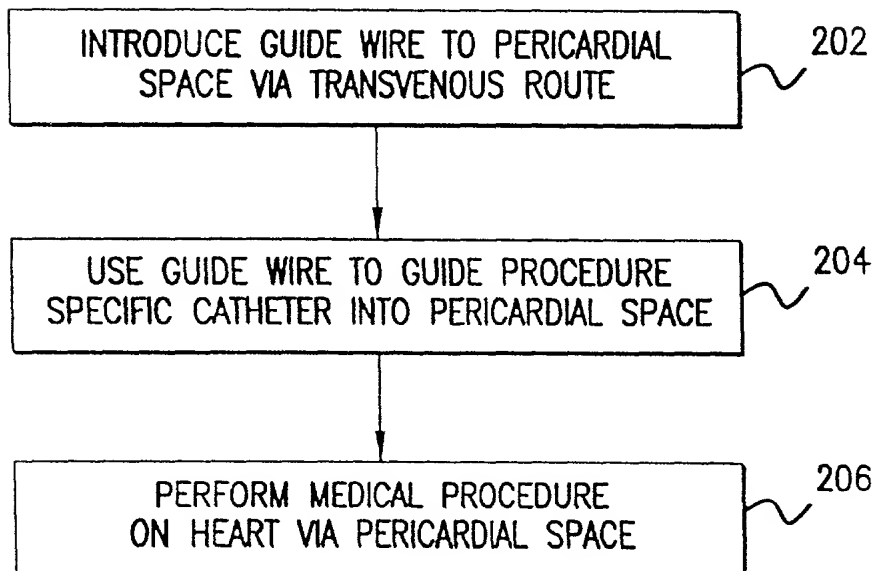 INTRODUCE GUIDE WIRE TO PERICARDIAL
SPACE VIA TRANSVENOUS ROUTE
202
USE GUIDE WIRE TO GUIDE PROCEDURE
SPECIFIC CATHETER INTO PERICARDIAL SPACE
204
PERFORM MEDICAL PROCEDURE
ON HEART VIA PERICARDIAL SPACE
206